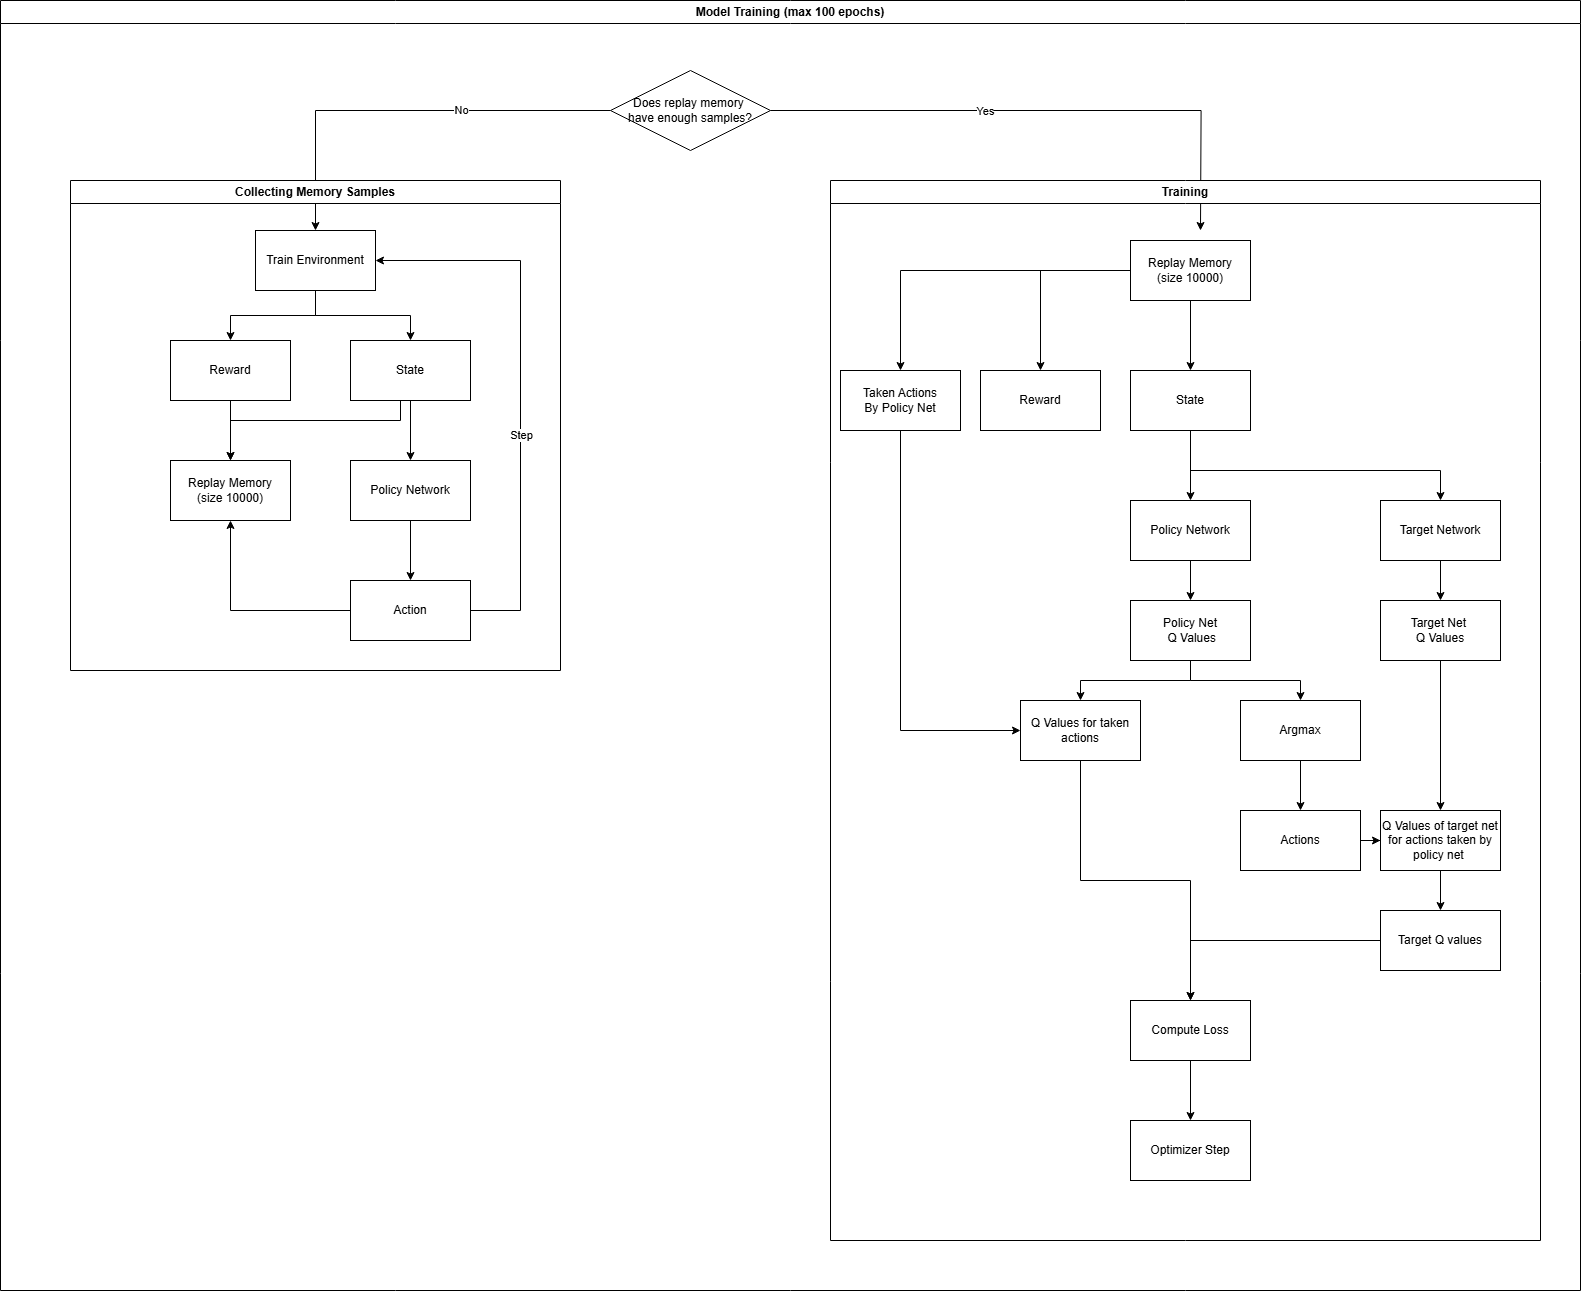 Model Training (max 100 epochs)
Does replay memory
have enough samples?
No
Yes
Collecting Memory Samples
Train Environment
Reward
State
Step
Replay Memory
(size 10000)
Policy Network
Action
Training
Replay Memory
(size 10000)
Taken Actions
By Policy Net
Reward
State
Policy Network
Target Network
Policy Net
Q Values
Target Net
Q Values
Q Values for taken
actions
Argmax
Actions
Q Values of target net
for actions taken by
policy net
Target Q values
Compute Loss
Optimizer Step